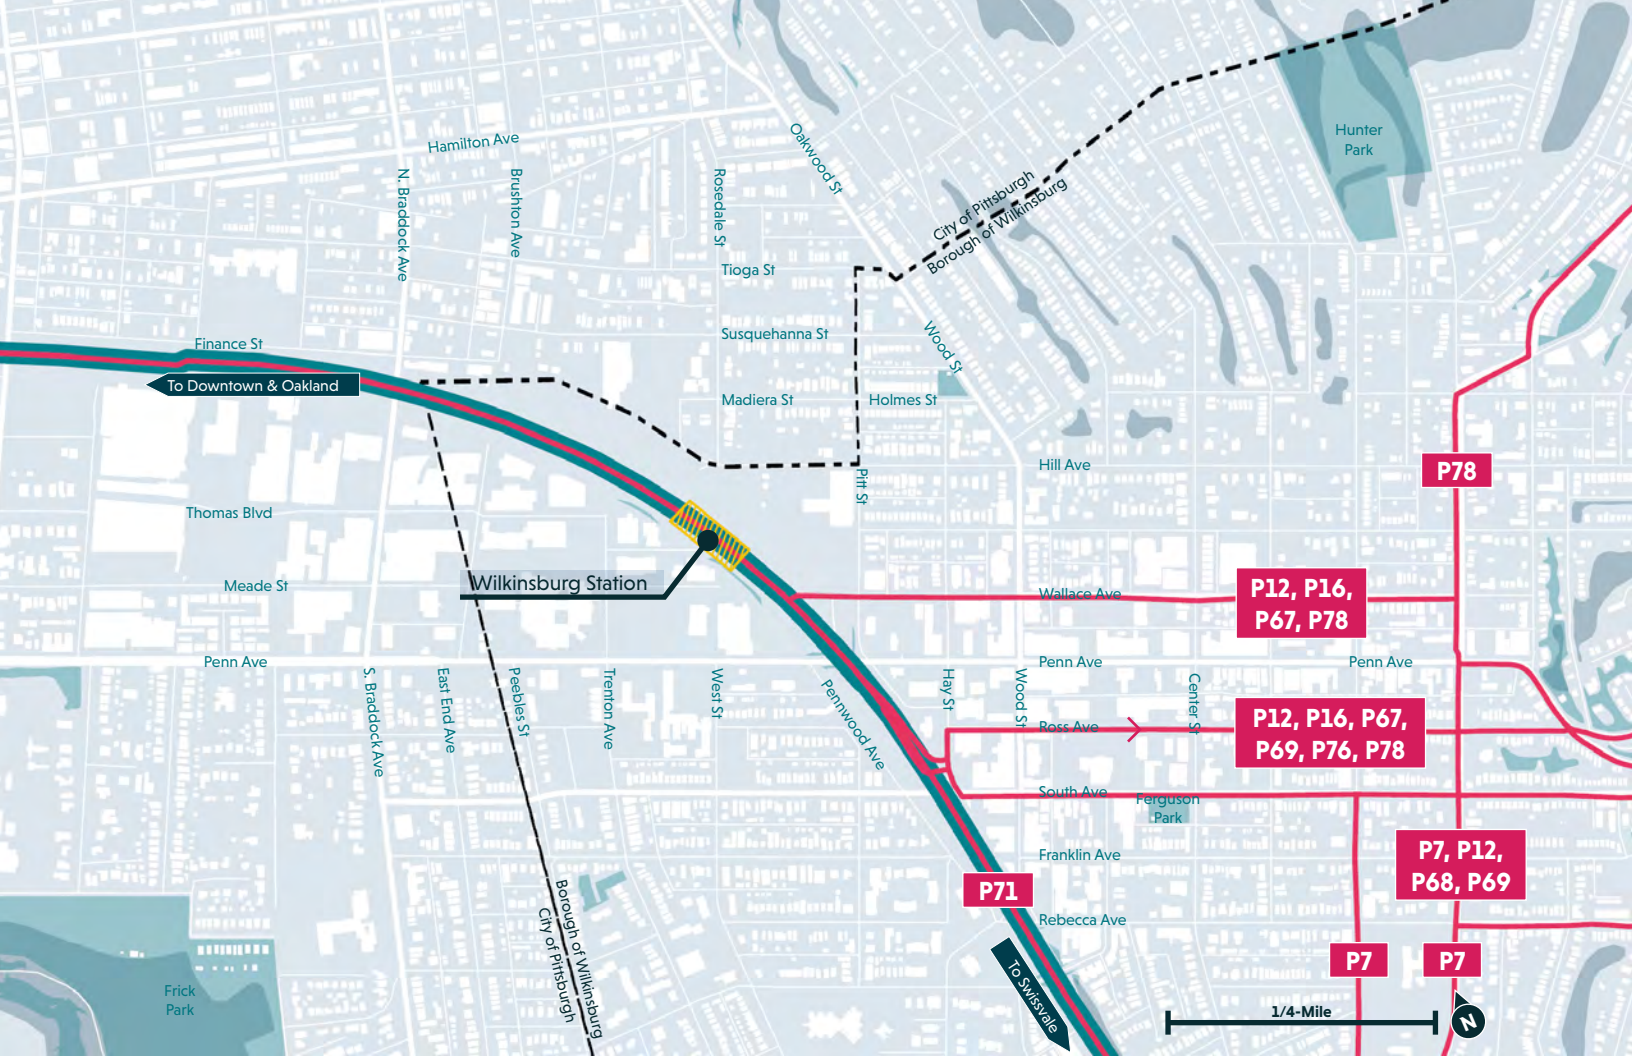 Hunter
Park
Hamilton Ave
Oakwood St
N. Braddock Ave
Brushton Ave
Rosedale St
City of Pittsburgh
Borough of Wilkinsburg
Tioga St
Susquehanna St
Wood St
Finance St
To Downtown & Oakland
Madiera St
Holmes St
Hill Ave
P78
Pitt St
Thomas Blvd
Wilkinsburg Station
Meade St
Wallace Ave
P12, P16,
P67, P78
Penn Ave
Penn Ave
Penn Ave
S. Braddock Ave
East End Ave
Peebles St
Trenton Ave
West St
Pennwood Ave
Hay St
Wood St
Center St
Ross Ave
P12, P16, P67,
P69, P76, P78
South Ave
Ferguson
Park
Franklin Ave
P7, P12,
P68, P69
P71
Rebecca Ave
Borough of Wilkinsburg
City of Pittsburgh
To Swissvale
P7
P7
Frick
Park
1/4-Mile
N